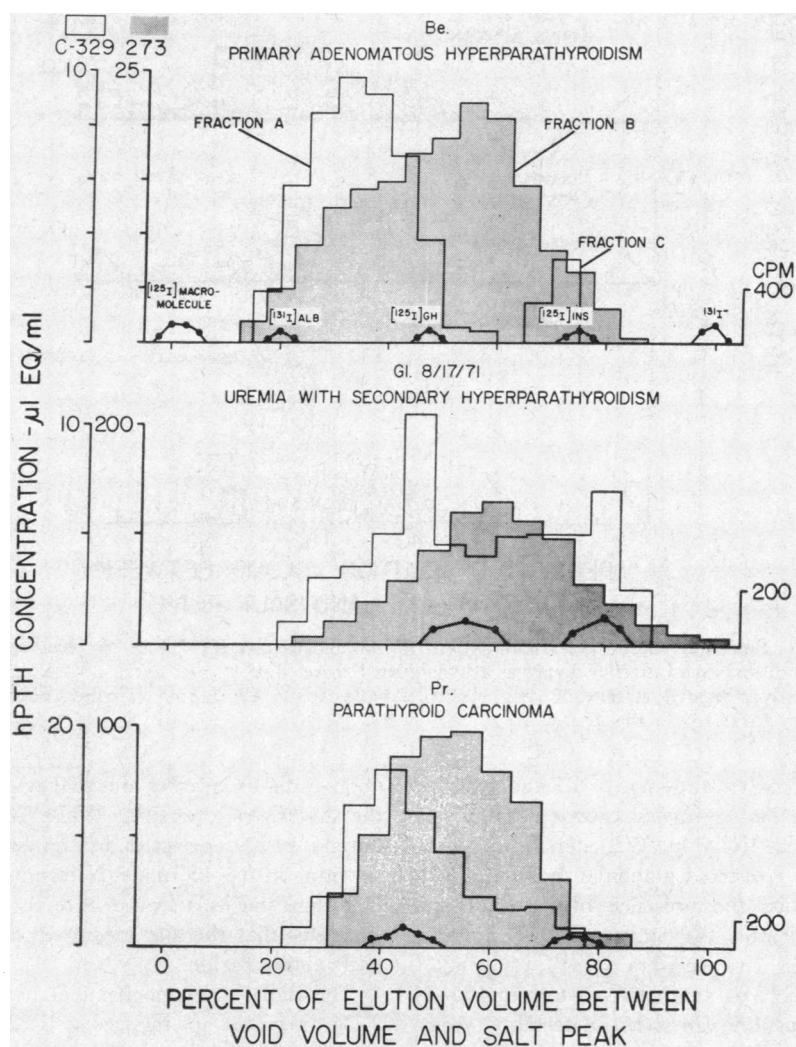 Be.
C-329 273
PRIMARY ADENOMATOUS HYPERPARATHYROIDISM
10 25
FRACTION A
FRACTION B
FRACTION C
CPM
400
[125I] MACRO-
MOLECULE
[131I] ALB
[125I] GH
[125I] INS
131I-
GI. 8/17/71
UREMIA WITH SECONDARY HYPERPARATHYROIDISM
10 200
200
Pr.
PARATHYROID CARCINOMA
20 100
200
hPTH CONCENTRATION - µl EQ/ml
0 20 40 60 80 100
PERCENT OF ELUTION VOLUME BETWEEN
VOID VOLUME AND SALT PEAK